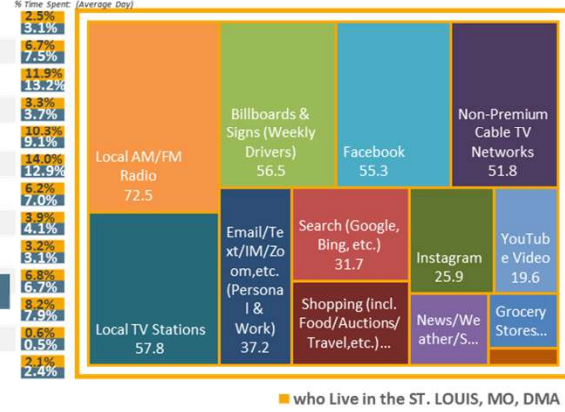 % Time Spent: (Average Day)
2.5%
3.1%
6.7%
7.5%
11.9%
13.2%
3.3%
3.7%
10.3%
9.1%
14.0%
12.9%
6.2%
7.0%
3.9%
4.1%
3.2%
3.1%
6.8%
6.7%
8.2%
7.9%
0.6%
0.5%
2.1%
2.4%
Local AM/FM
Radio
72.5
Local TV Stations
57.8
Billboards &
Signs (Weekly
Drivers)
56.5
Facebook
55.3
Non-Premium
Cable TV
Networks
51.8
Email/Te
xt/IM/Zo
om,etc.
(Persona
l &
Work)
37.2
Search (Google,
Bing, etc.)
31.7
Shopping (incl.
Food/Auctions/
Travel,etc.)...
Instagram
25.9
YouTub
e Video
19.6
News/We
ather/S...
Grocery
Stores...
who Live in the ST. LOUIS, MO, DMA